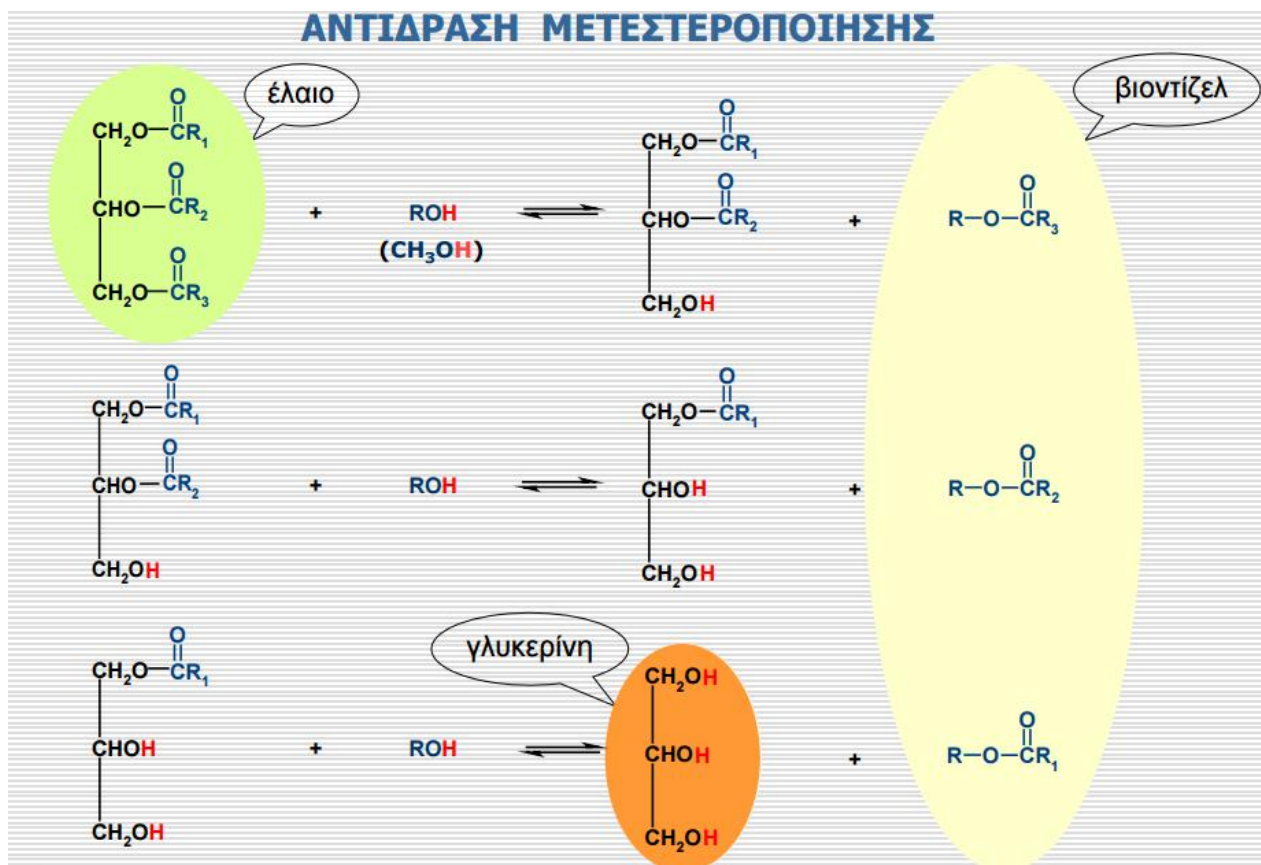 ΑΝΤΙΔΡΑΣΗ ΜΕΤΕΣΤΕΡΟΠΟΙΗΣΗΣ
έλαιο
βιοντίζελ
O
CH₂O—CR₁
O
CHO—CR₂
O
CH₂O—CR₃
+
ROH
(CH₃OH)
O
CH₂O—CR₁
O
CHO—CR₂
CH₂OH
+
O
R—O—CR₃
O
CH₂O—CR₁
O
CHO—CR₂
CH₂OH
+
ROH
O
CH₂O—CR₁
CHOH
CH₂OH
+
O
R—O—CR₂
γλυκερίνη
O
CH₂O—CR₁
CHOH
CH₂OH
+
ROH
CH₂OH
CHOH
CH₂OH
+
O
R—O—CR₁